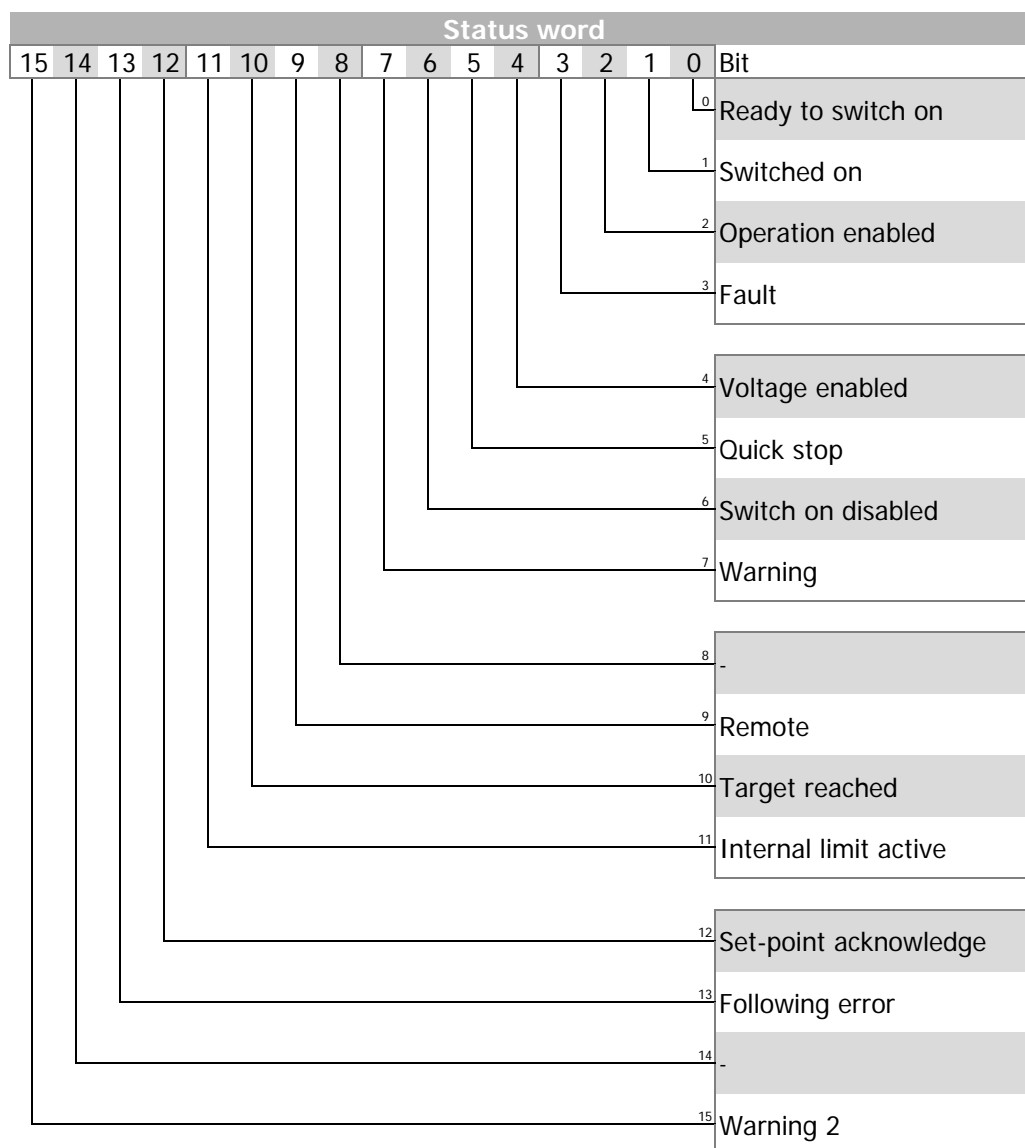 Status word
15 14 13 12 11 10 9 8 7 6 5 4 3 2 1 0 Bit
0 Ready to switch on
1 Switched on
2 Operation enabled
3 Fault
4 Voltage enabled
5 Quick stop
6 Switch on disabled
7 Warning
8 -
9 Remote
10 Target reached
11 Internal limit active
12 Set-point acknowledge
13 Following error
14 -
15 Warning 2